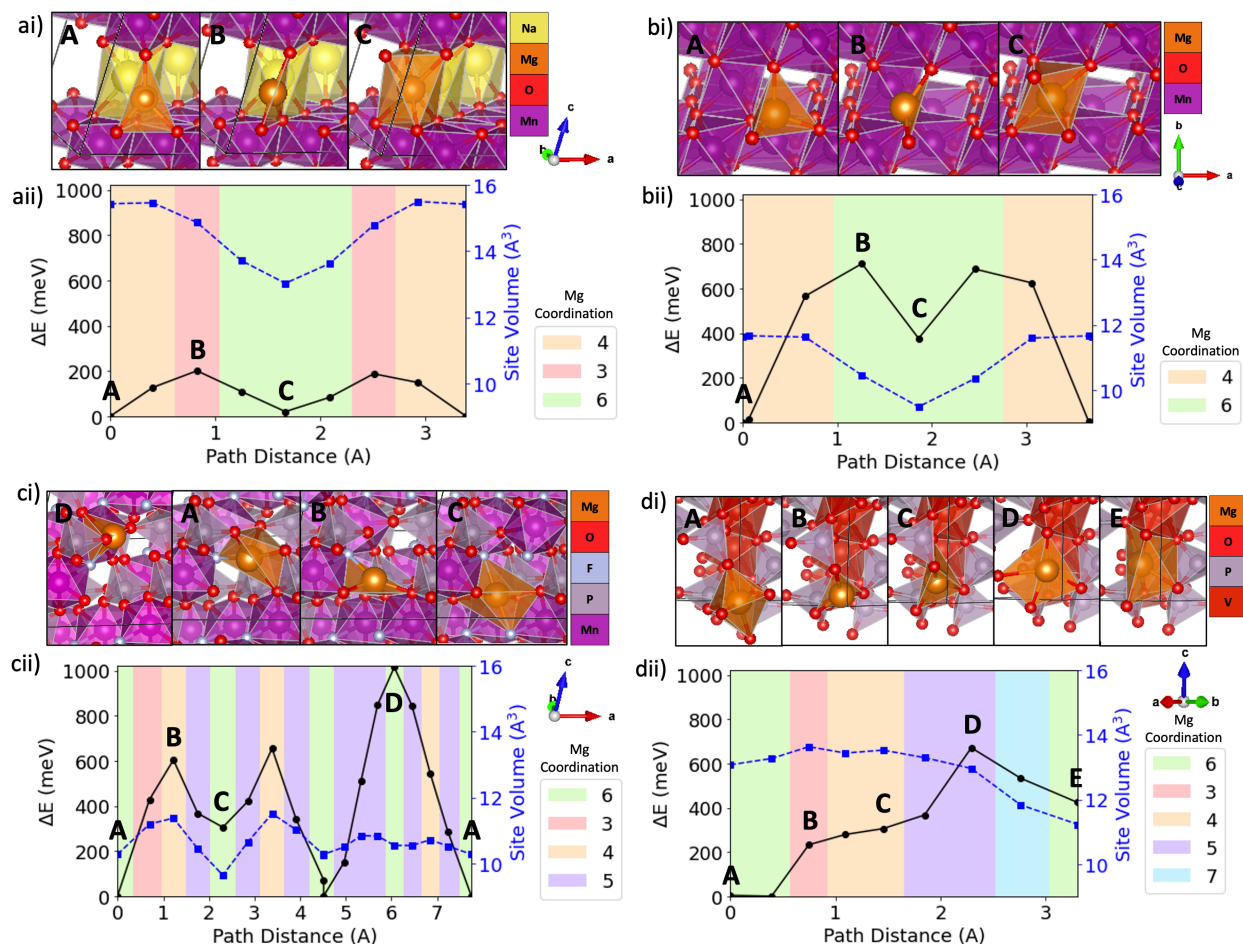 ai)
A
B
C
Na
Mg
O
Mn
c
b
a
bi)
A
B
C
Mg
O
Mn
b
a
c
aii)
1000
800
600
400
200
0
ΔE (meV)
A
B
C
16
14
12
10
Site Volume (A³)
0
1
2
3
Path Distance (A)
Mg
Coordination
4
3
6
bii)
1000
800
600
400
200
0
ΔE (meV)
A
B
C
16
14
12
10
Site Volume (A³)
0
1
2
3
Path Distance (A)
Mg
Coordination
4
6
ci)
D
A
B
C
Mg
O
F
P
Mn
c
b
a
di)
A
B
C
D
E
Mg
O
P
V
c
a
b
cii)
1000
800
600
400
200
0
ΔE (meV)
A
B
C
D
A
16
14
12
10
Site Volume (A³)
0
1
2
3
4
5
6
7
Path Distance (A)
Mg
Coordination
6
3
4
5
dii)
1000
800
600
400
200
0
ΔE (meV)
A
B
C
D
E
16
14
12
10
Site Volume (A³)
0
1
2
3
Path Distance (A)
Mg
Coordination
6
3
4
5
7